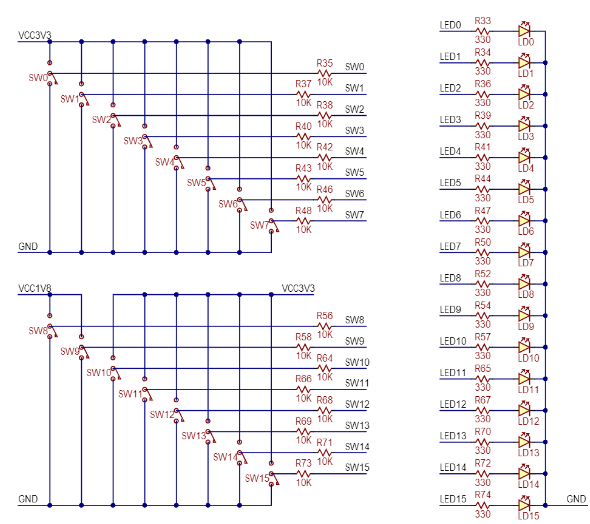 VCC3V3
SW0 R35 10K SW0
SW1 R37 10K SW1
SW2 R38 10K SW2
SW3 R40 10K SW3
SW4 R42 10K SW4
SW5 R43 10K SW5
SW6 R46 10K SW6
SW7 R48 10K SW7
GND
VCC1V8 VCC3V3
SW8 R56 10K SW8
SW9 R58 10K SW9
SW10 R64 10K SW10
SW11 R66 10K SW11
SW12 R68 10K SW12
SW13 R69 10K SW13
SW14 R71 10K SW14
SW15 R73 10K SW15
GND
LED0 R33 330 LD0
LED1 R34 330 LD1
LED2 R36 330 LD2
LED3 R39 330 LD3
LED4 R41 330 LD4
LED5 R44 330 LD5
LED6 R47 330 LD6
LED7 R50 330 LD7
LED8 R52 330 LD8
LED9 R54 330 LD9
LED10 R57 330 LD10
LED11 R65 330 LD11
LED12 R67 330 LD12
LED13 R70 330 LD13
LED14 R72 330 LD14
LED15 R74 330 LD15 GND